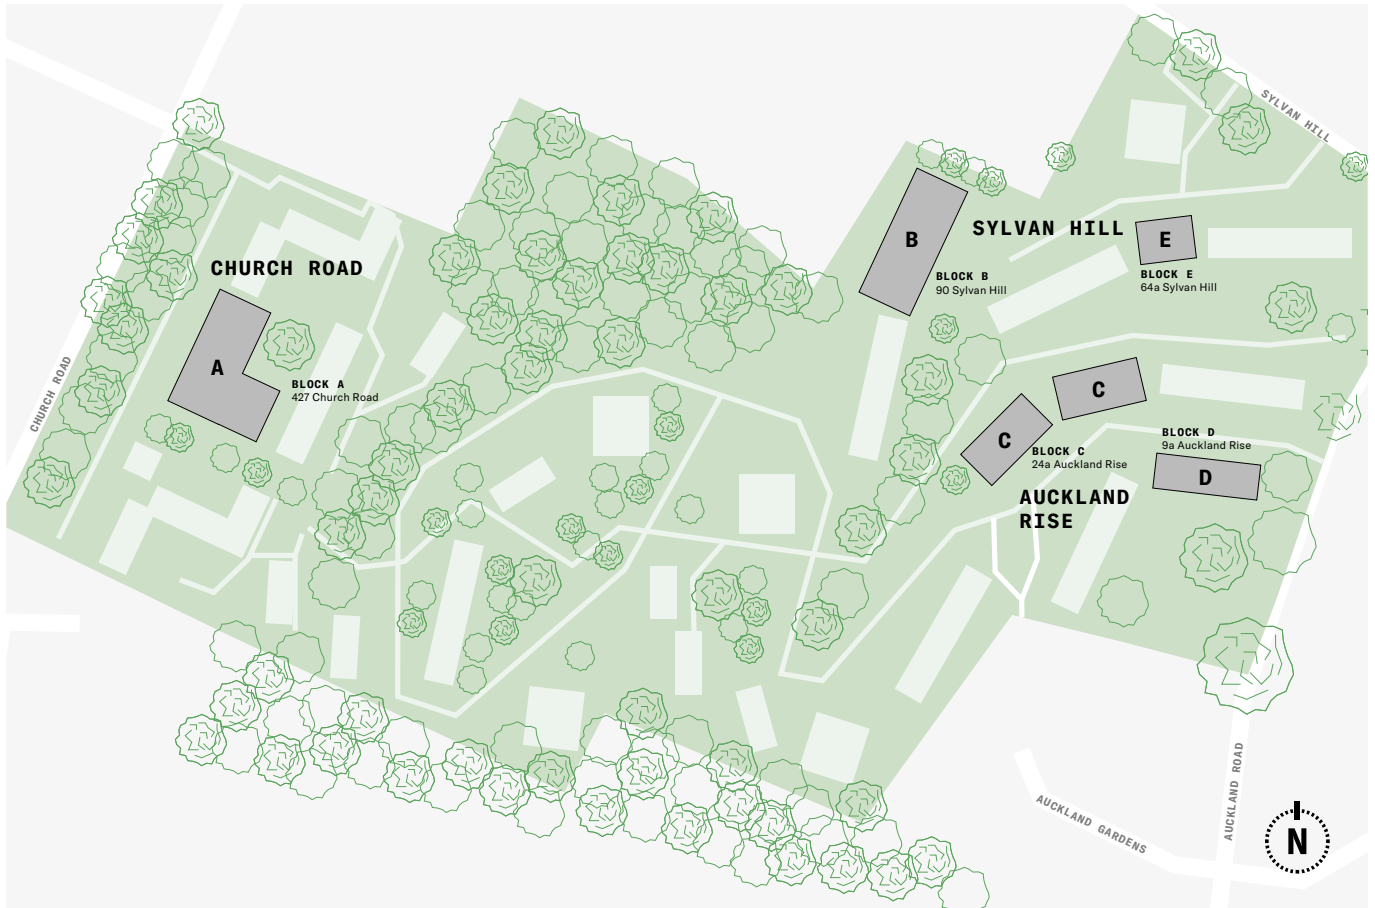 SYLVAN HILL
SYLVAN HILL
B
E
BLOCK E
64a Sylvan Hill
BLOCK B
90 Sylvan Hill
CHURCH ROAD
A
BLOCK A
427 Church Road
CHURCH ROAD
C
C
BLOCK C
24a Auckland Rise
BLOCK D
9a Auckland Rise
D
AUCKLAND
RISE
AUCKLAND ROAD
AUCKLAND GARDENS
N